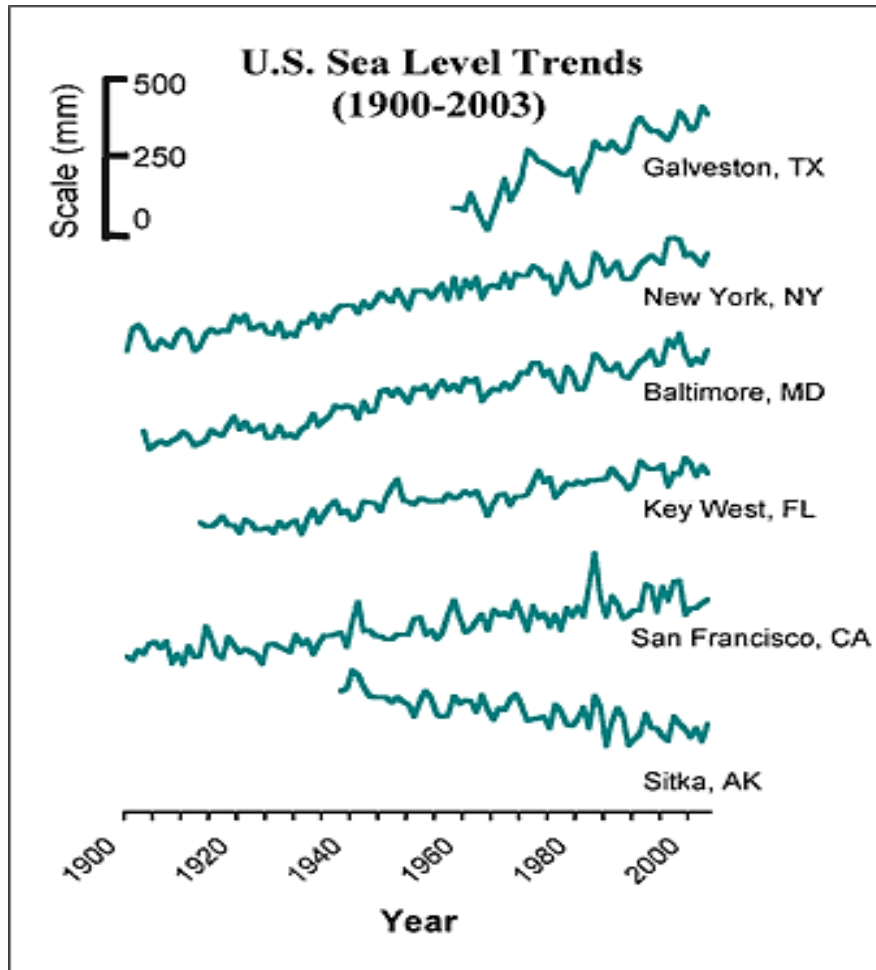 U.S. Sea Level Trends
(1900-2003)
Scale (mm)
500
250
0
Galveston, TX
New York, NY
Baltimore, MD
Key West, FL
San Francisco, CA
Sitka, AK
1900
1920
1940
1960
1980
2000
Year